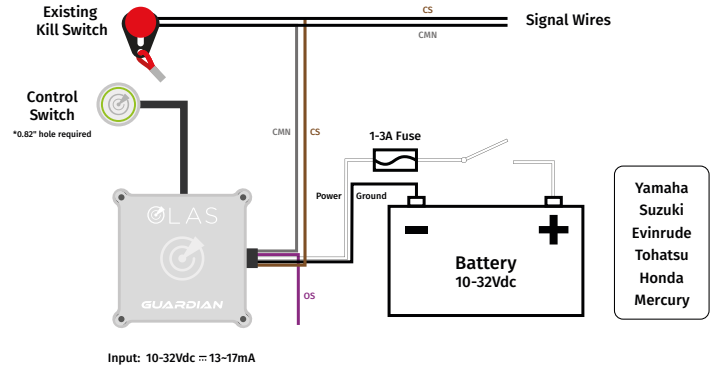 Existing
Kill Switch
CS
Signal Wires
CMN
Control
Switch
*0.82" hole required
CMN
CS
1-3A Fuse
Power
Ground
OLAS
GUARDIAN
OS
Battery
10-32Vdc
Yamaha
Suzuki
Evinrude
Tohatsu
Honda
Mercury
Input: 10-32Vdc ⎓ 13~17mA